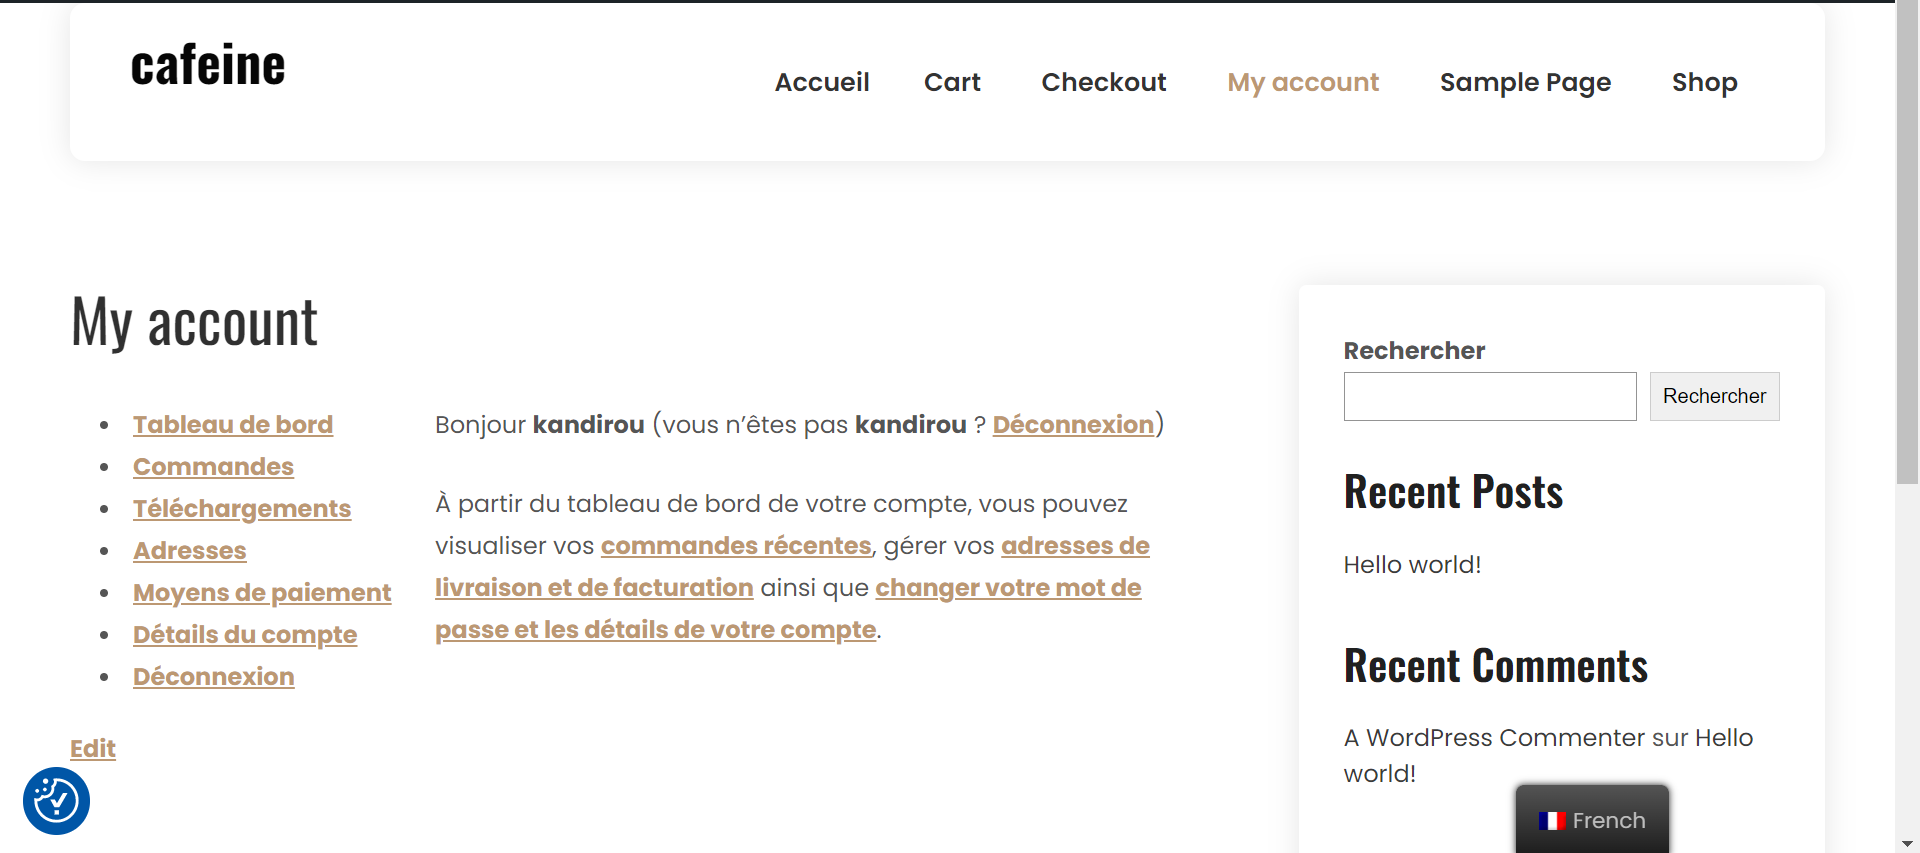 cafeine
Accueil Cart Checkout My account Sample Page Shop
My account
Tableau de bord
Commandes
Téléchargements
Adresses
Moyens de paiement
Détails du compte
Déconnexion
Bonjour kandirou (vous n’êtes pas kandirou ? Déconnexion)
À partir du tableau de bord de votre compte, vous pouvez
visualiser vos commandes récentes, gérer vos adresses de
livraison et de facturation ainsi que changer votre mot de
passe et les détails de votre compte.
Edit
Rechercher
Rechercher
Recent Posts
Hello world!
Recent Comments
A WordPress Commenter sur Hello
world!
French